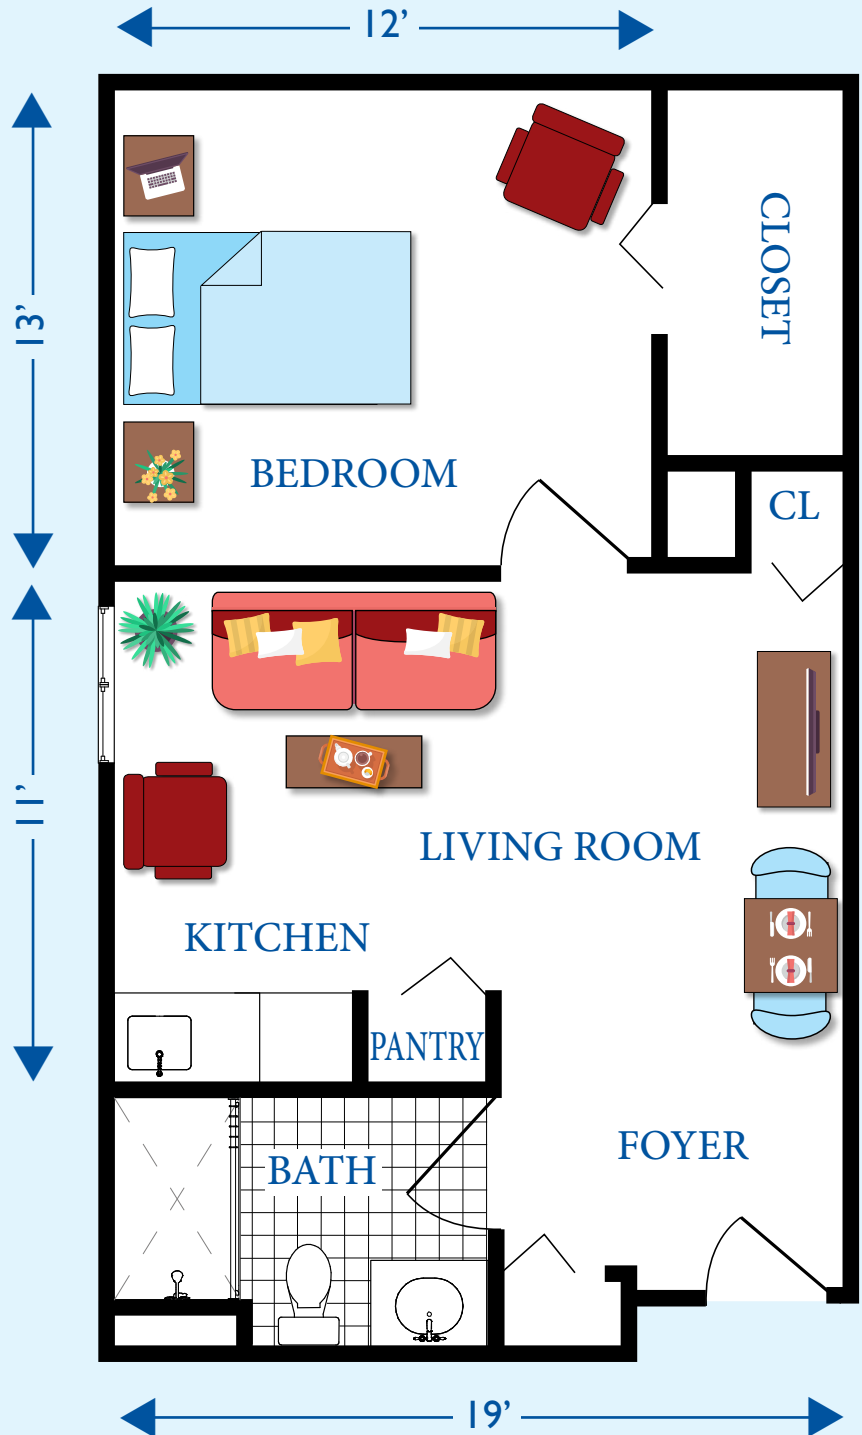 12'
CLOSET
13'
BEDROOM
CL
11'
LIVING ROOM
KITCHEN
PANTRY
FOYER
BATH
19'